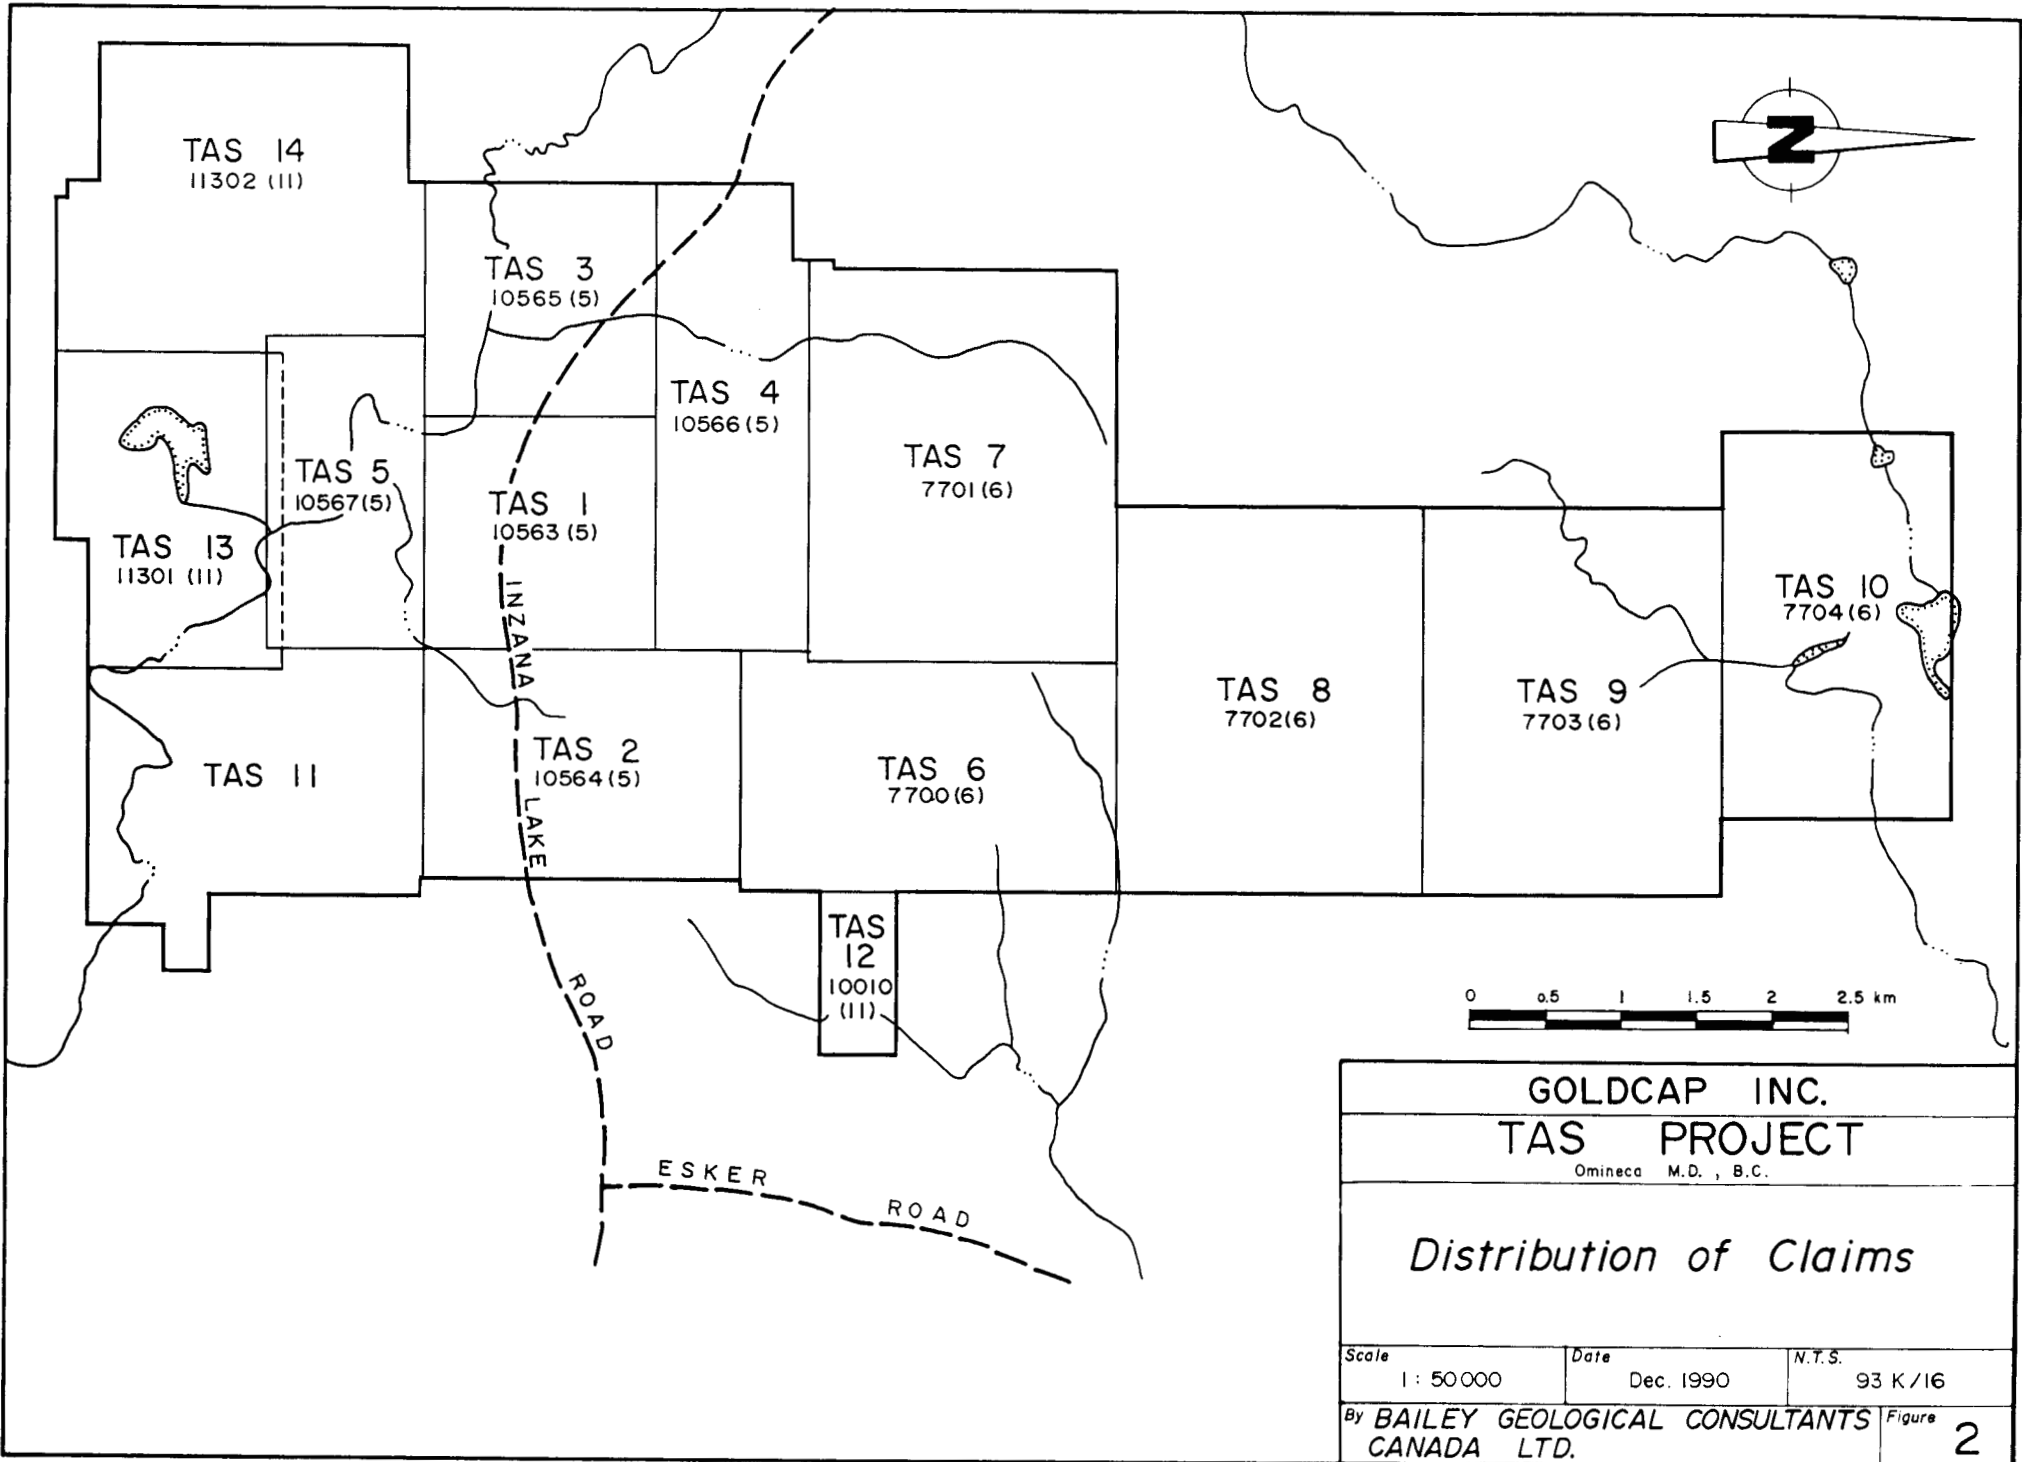 TAS 14
11302 (11)
N
TAS 3
10565 (5)
TAS 4
10566 (5)
TAS 5
10567(5)
TAS 7
7701(6)
TAS 1
10563 (5)
TAS 13
11301 (11)
TAS 10
7704(6)
TAS 8
7702(6)
TAS 9
7703(6)
TAS 11
TAS 2
10564(5)
TAS 6
7700(6)
TAS
12
10010
(11)
INZANA LAKE ROAD
ESKER ROAD
0 0.5 1 1.5 2 2.5 km
GOLDCAP INC.
TAS PROJECT
Omineca M.D., B.C.
Distribution of Claims
Scale
1 : 50000
Date
Dec. 1990
N.T.S.
93 K/16
By BAILEY GEOLOGICAL CONSULTANTS
CANADA LTD.
Figure
2